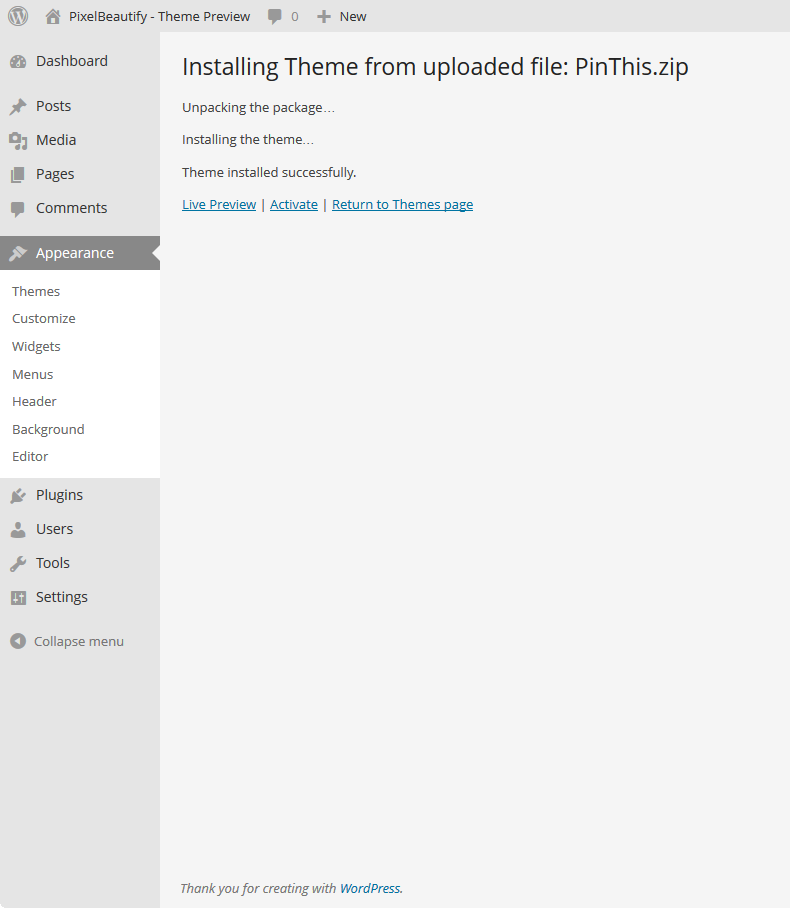 PixelBeautify - Theme Preview 0 New
Dashboard
Posts
Media
Pages
Comments
Appearance
Themes
Customize
Widgets
Menus
Header
Background
Editor
Plugins
Users
Tools
Settings
Collapse menu
Installing Theme from uploaded file: PinThis.zip
Unpacking the package…
Installing the theme…
Theme installed successfully.
Live Preview | Activate | Return to Themes page
Thank you for creating with WordPress.